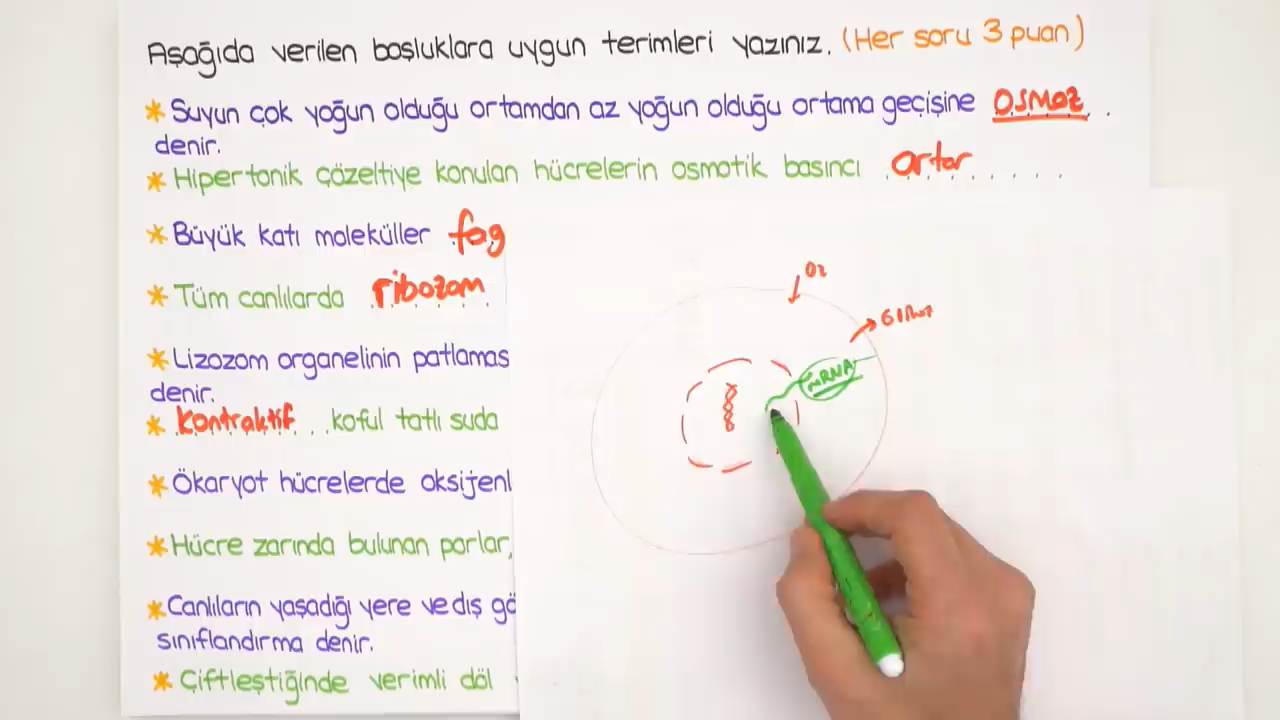 Aşağıda verilen boşluklara uygun terimleri yazınız. (Her soru 3 puan)
* Suyun çok yoğun olduğu ortamdan az yoğun olduğu ortama geçişine osmoz.
denir.
* Hipertonik çözeltiye konulan hücrelerin osmotik basıncı artar
* Büyük katı moleküller fag
* Tüm canlılarda ribozom
* Lizozom organelinin patlamas
denir.
* Kontraktif koful tatlı suda
* Ökaryot hücrelerde oksijenl
* Hücre zarında bulunan porlar,
* Canlıların yaşadığı yere ve dış gö
sınıflandırma denir.
* Çiftleştiğinde verimli döl
O2
mRNA